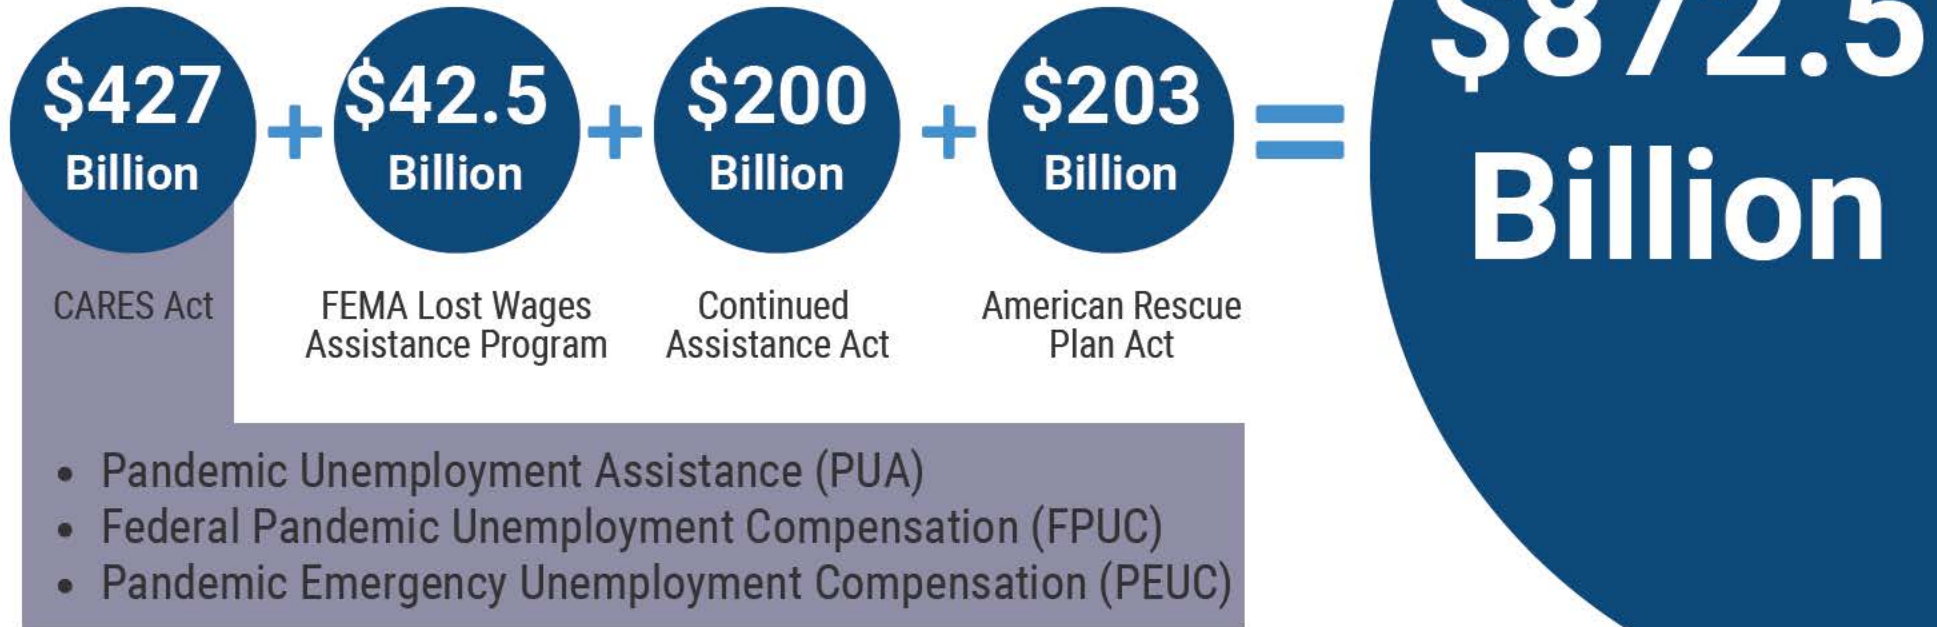 $427
Billion
+
$42.5
Billion
+
$200
Billion
+
$203
Billion
=
$872.5
Billion
CARES Act
FEMA Lost Wages
Assistance Program
Continued
Assistance Act
American Rescue
Plan Act
• Pandemic Unemployment Assistance (PUA)
• Federal Pandemic Unemployment Compensation (FPUC)
• Pandemic Emergency Unemployment Compensation (PEUC)